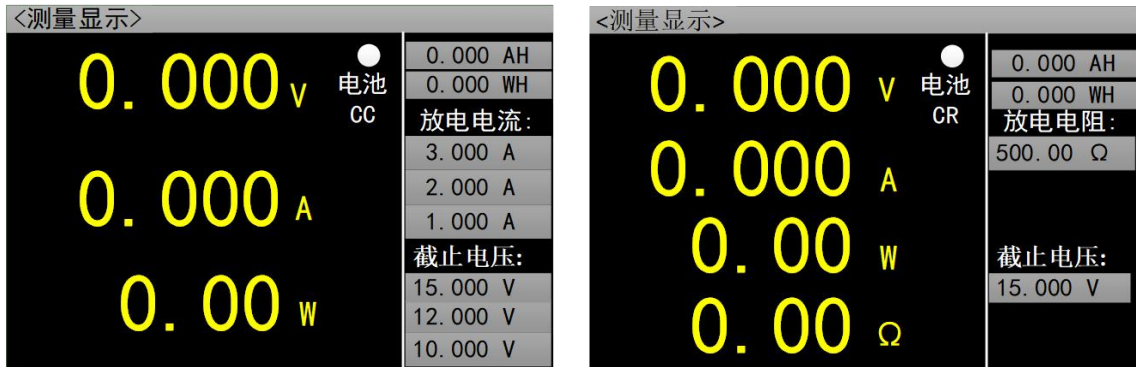 <测量显示>
0.000 V
电池
CC
0.000 A
0.00 W
0.000 AH
0.000 WH
放电电流:
3.000 A
2.000 A
1.000 A
截止电压:
15.000 V
12.000 V
10.000 V
<测量显示>
0.000 V
电池
CR
0.000 A
0.00 W
0.00 Ω
0.000 AH
0.000 WH
放电电阻:
500.00 Ω
截止电压:
15.000 V